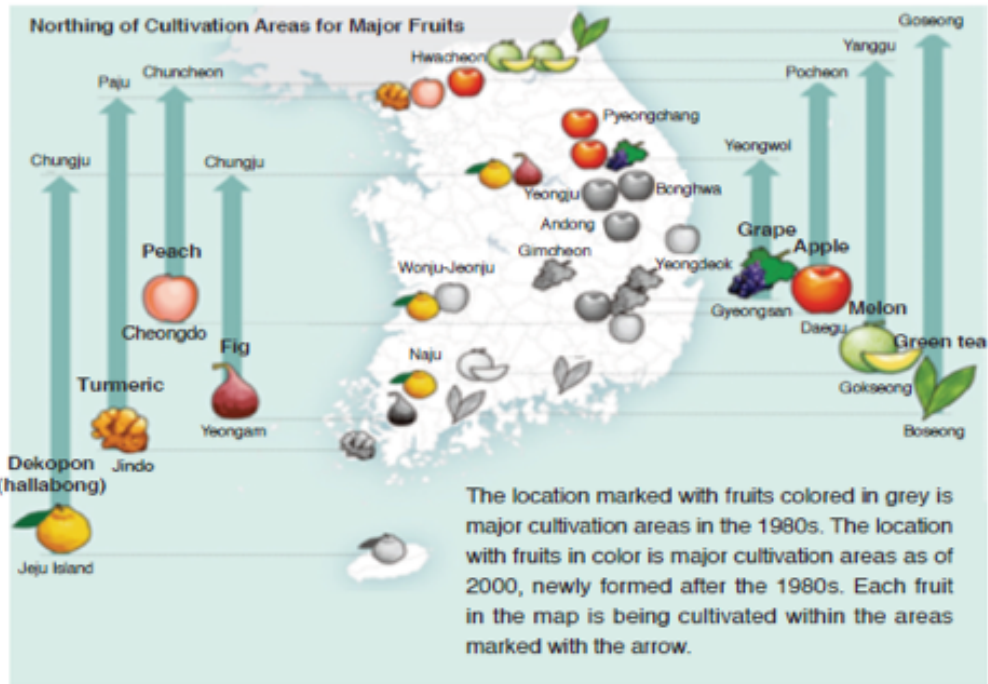 Northing of Cultivation Areas for Major Fruits
Goseong
Yanggu
Hwacheon
Chuncheon
Paju
Pocheon
Pyeongchang
Yeongwol
Chungju
Chungju
Yeongju
Bonghwa
Andong
Grape
Gimcheon
Apple
Peach
Wonju-Jeonju
Yeongdeok
Gyeongsan
Melon
Cheongdo
Daegu
Green tea
Fig
Naju
Gokseong
Turmeric
Yeongam
Boseong
Dekopon
(hallabong)
Jindo
Jeju Island
The location marked with fruits colored in grey is
major cultivation areas in the 1980s. The location
with fruits in color is major cultivation areas as of
2000, newly formed after the 1980s. Each fruit
in the map is being cultivated within the areas
marked with the arrow.